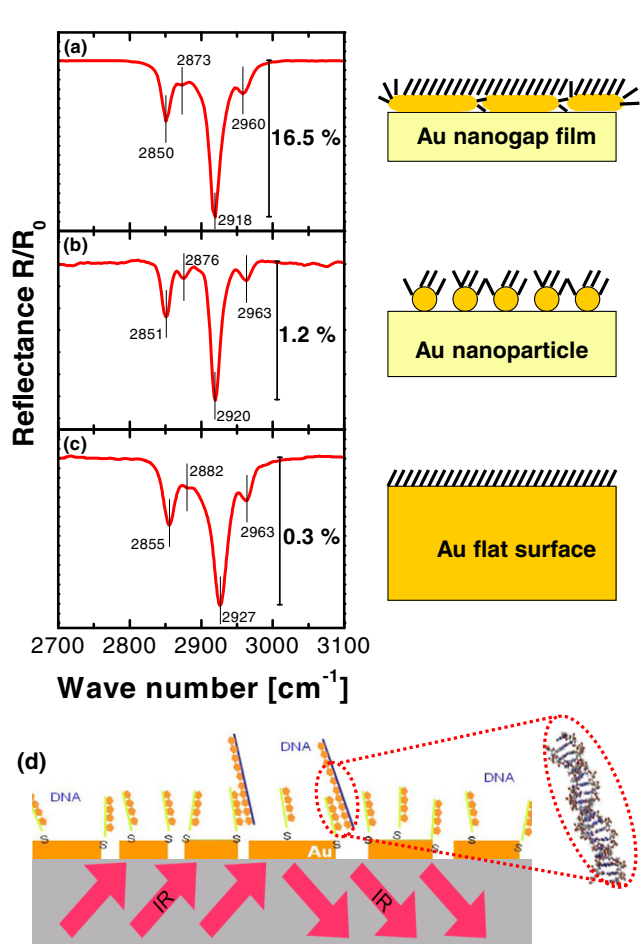 (a)
2873
2850
2960
16.5 %
2918
Au nanogap film
(b)
2876
2851
2963
1.2 %
2920
Au nanoparticle
(c)
2882
2855
2963
0.3 %
2927
Au flat surface
Reflectance R/R0
2700 2800 2900 3000 3100
Wave number [cm-1]
(d)
DNA
DNA
DNA
S S S S S S S S
Au
IR
IR